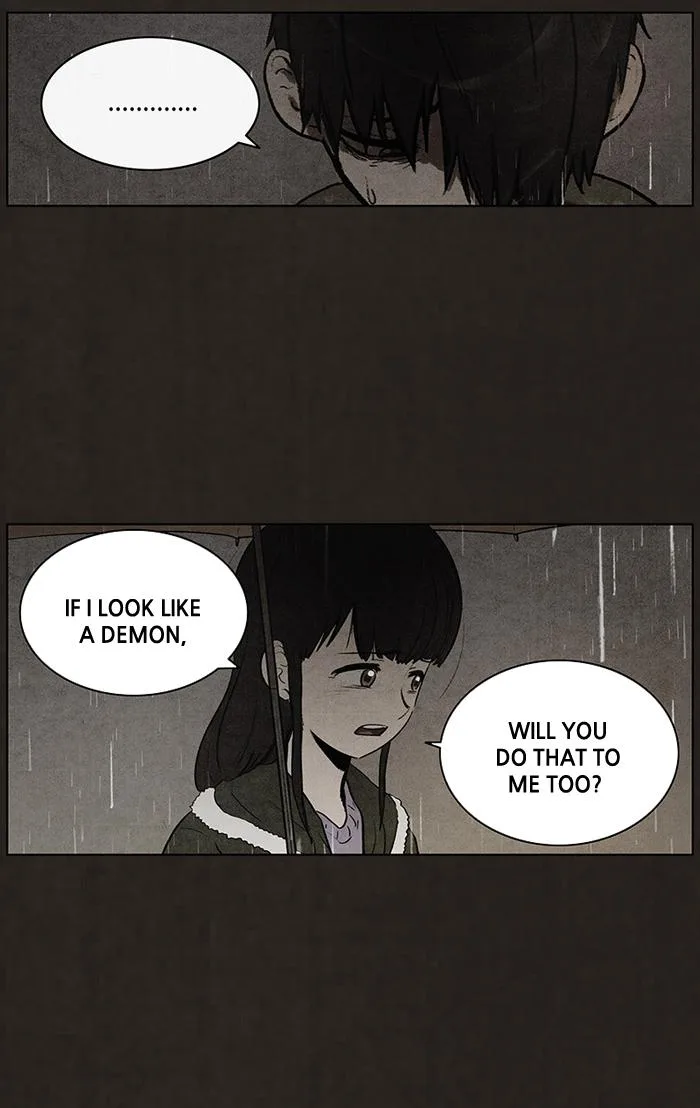 .............
IF I LOOK LIKE
A DEMON,
WILL YOU
DO THAT TO
ME TOO?